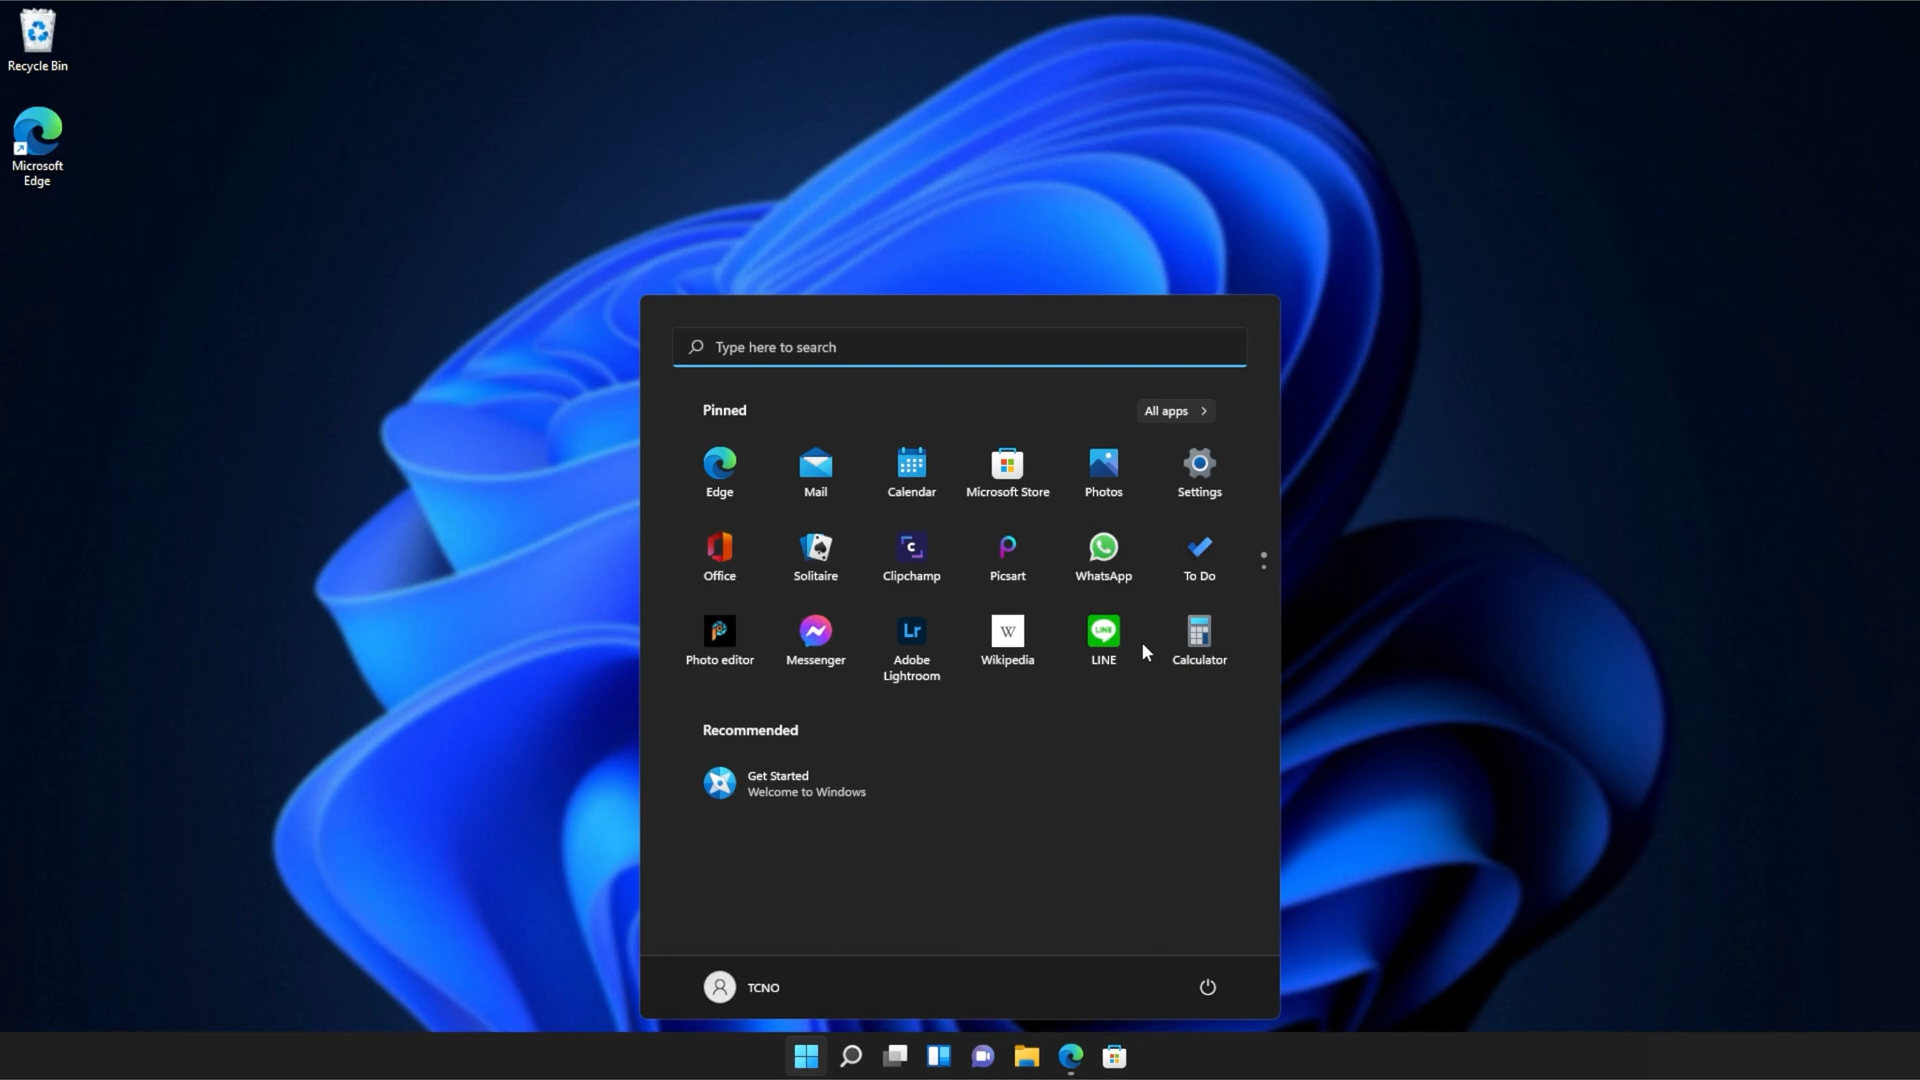 Recycle Bin
Microsoft
Edge
Type here to search
Pinned
All apps
Edge
Mail
Calendar
Microsoft Store
Photos
Settings
Office
Solitaire
Clipchamp
Picsart
WhatsApp
To Do
Photo editor
Messenger
Lr
Adobe
Lightroom
W
Wikipedia
LINE
LINE
Calculator
Recommended
Get Started
Welcome to Windows
TCNO